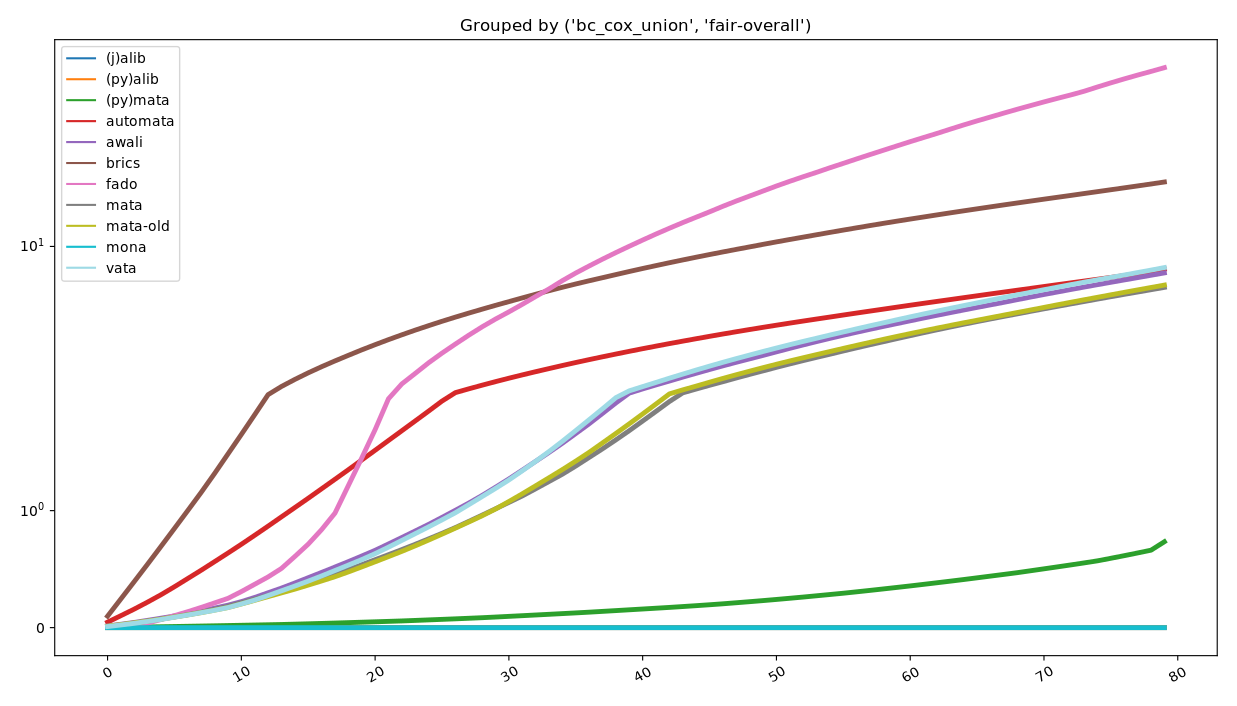 Grouped by ('bc_cox_union', 'fair-overall')
(j)alib
(py)alib
(py)mata
automata
awali
brics
fado
mata
mata-old
mona
vata
10¹
10⁰
0
0 10 20 30 40 50 60 70 80